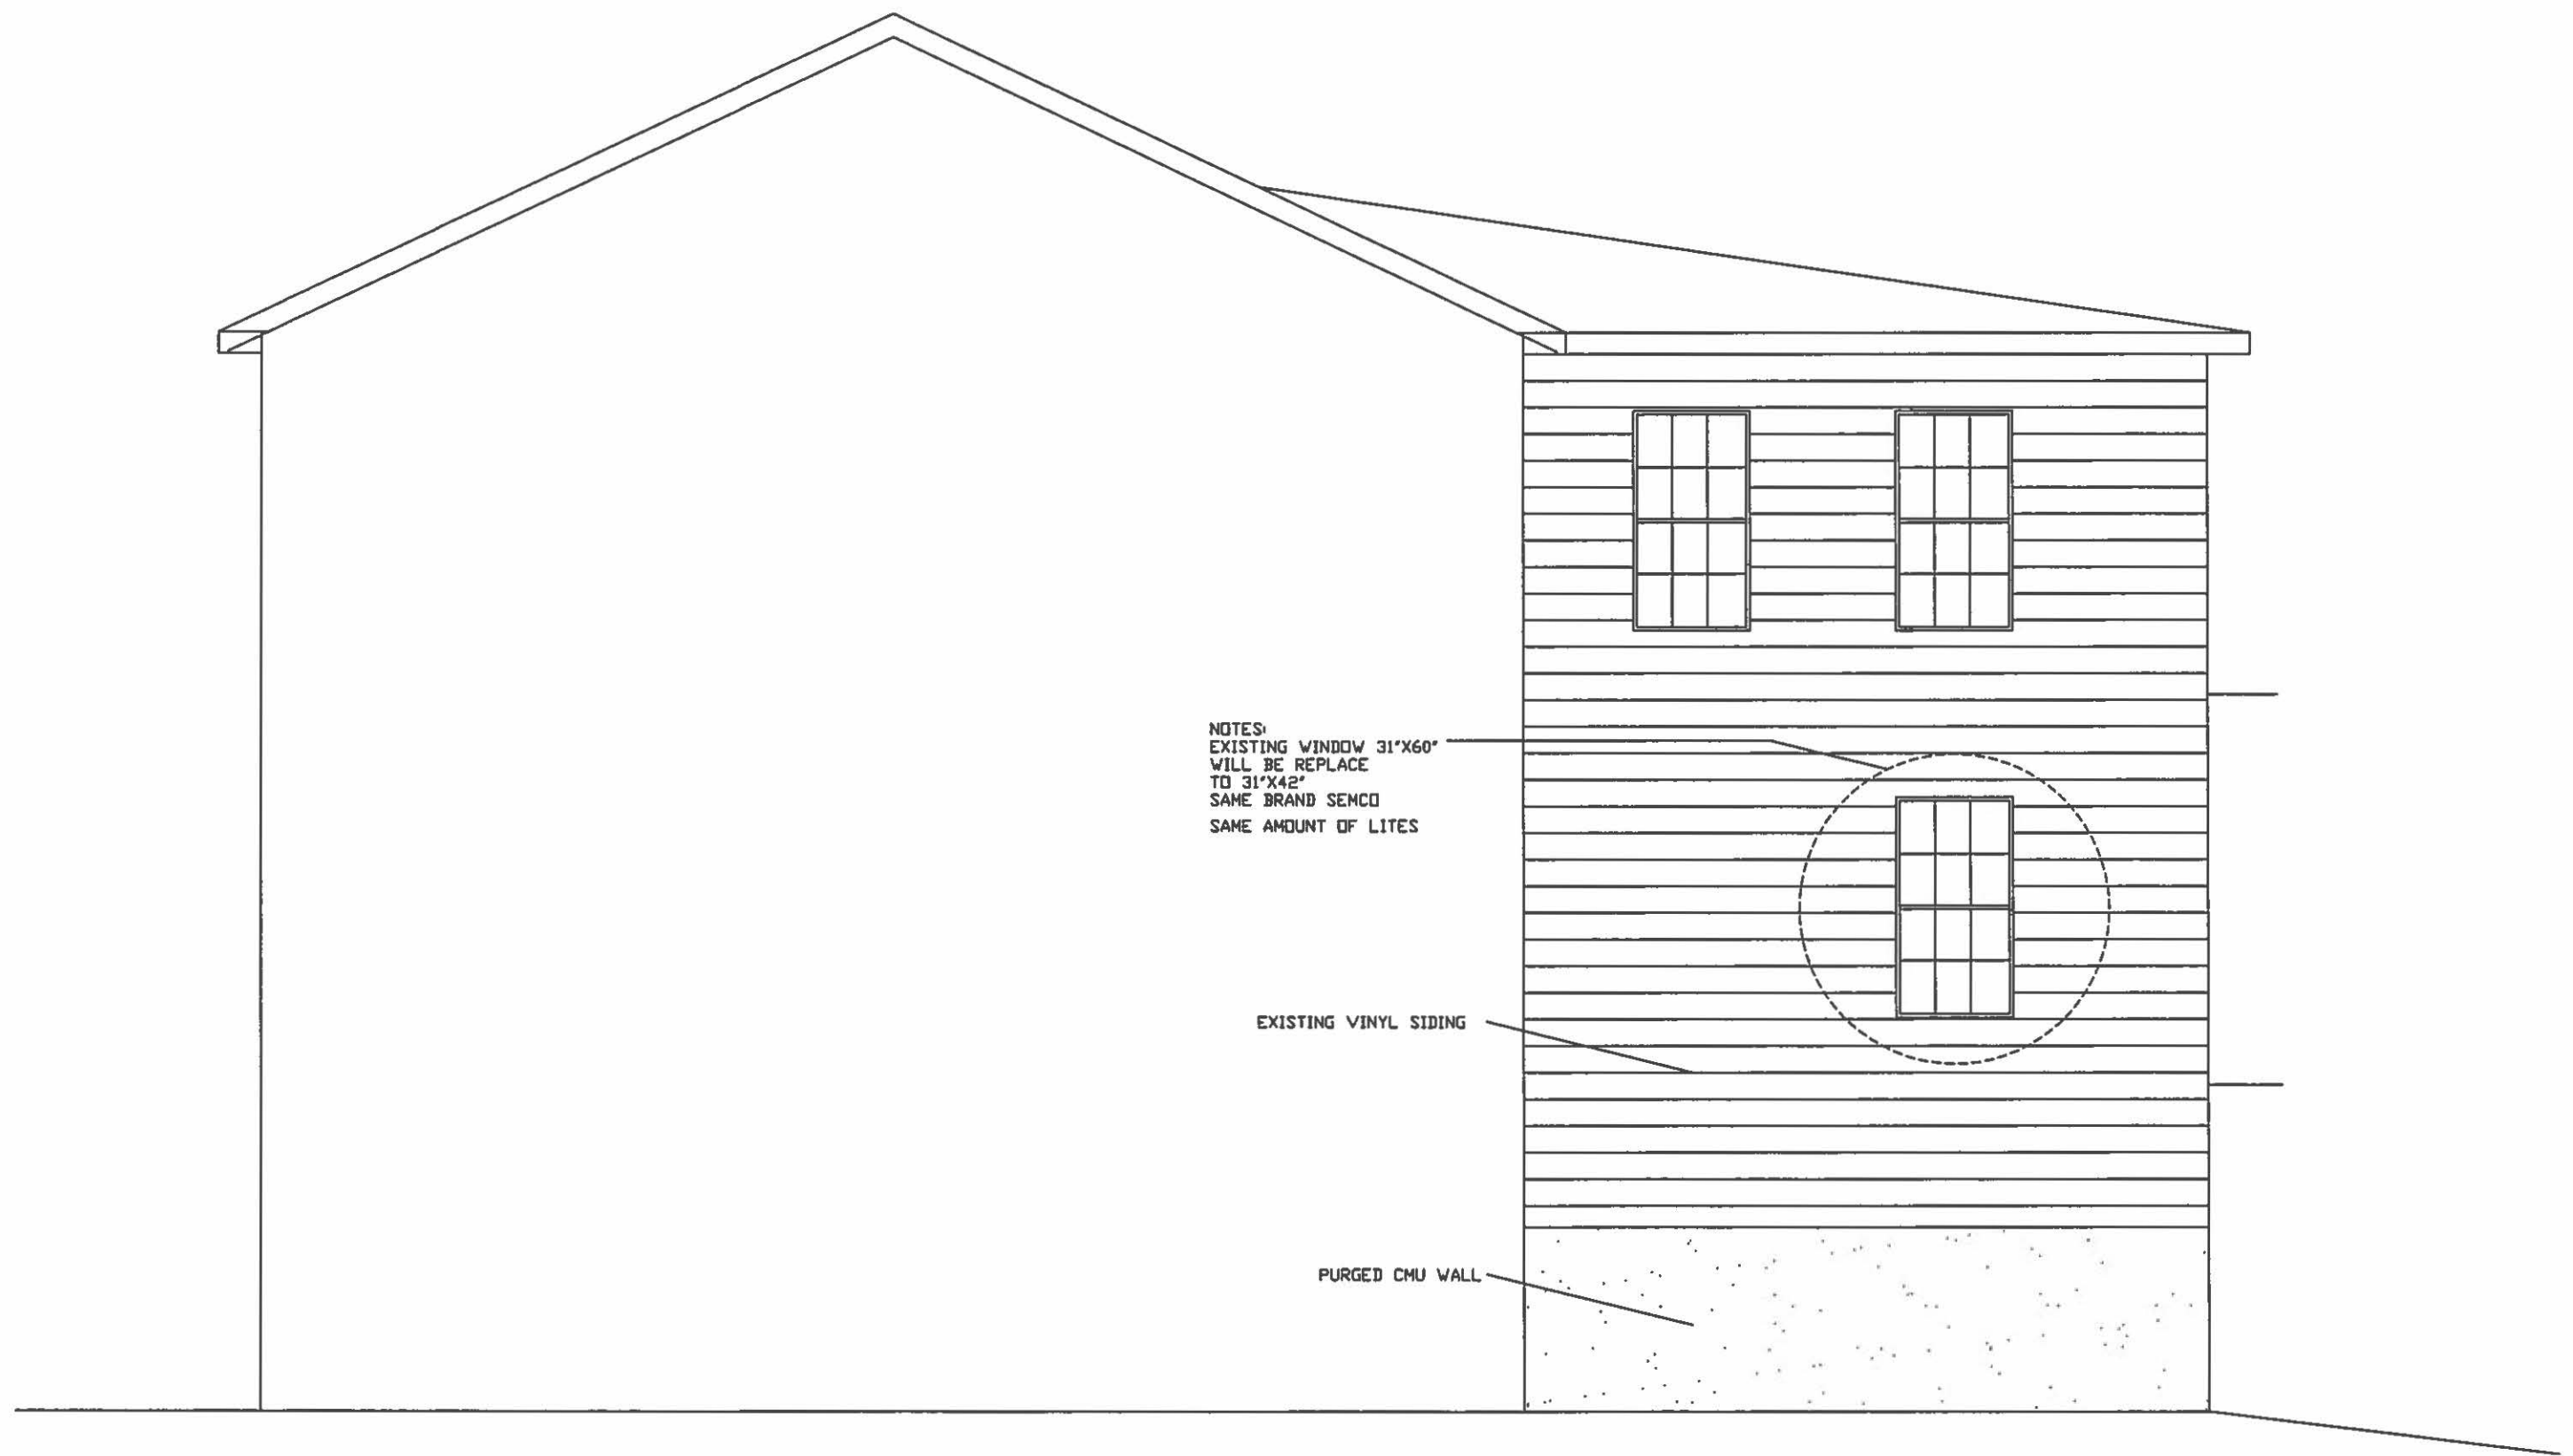 NOTES:
EXISTING WINDOW 31"X60"
WILL BE REPLACE
TO 31"X42"
SAME BRAND SEMCO
SAME AMOUNT OF LITES
EXISTING VINYL SIDING
PURGED CMU WALL